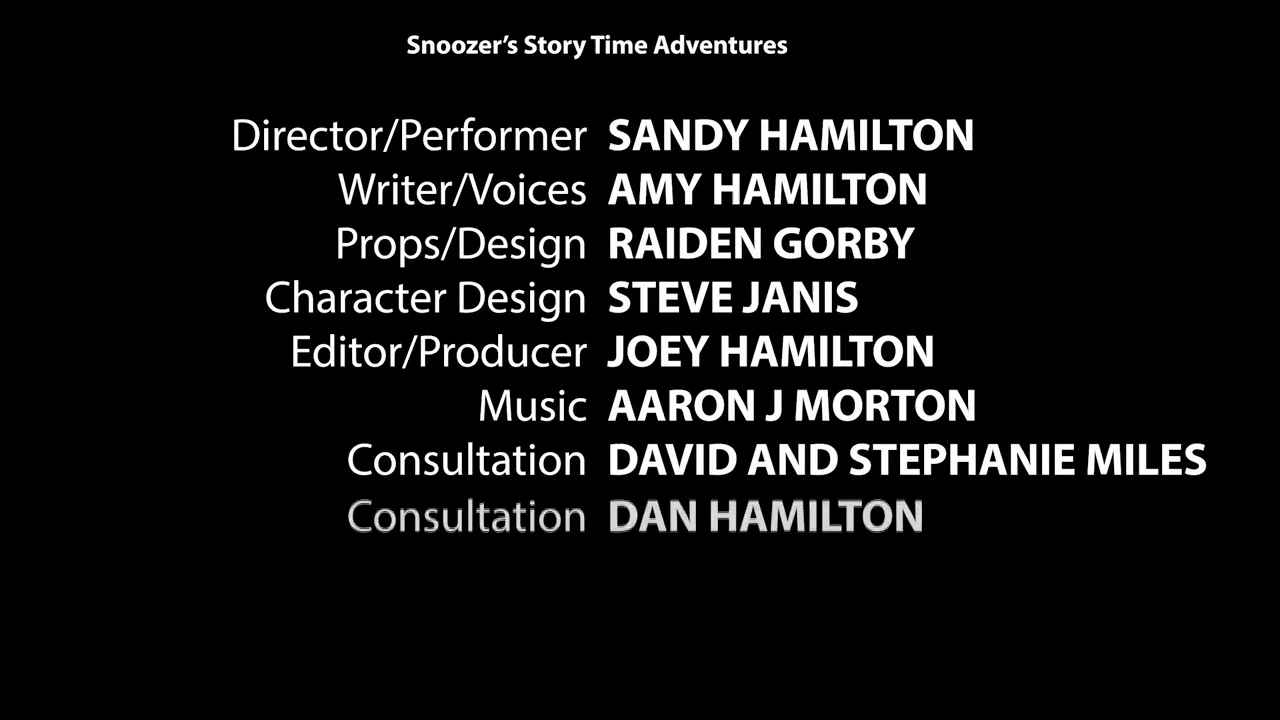 Snoozer’s Story Time Adventures
Director/Performer SANDY HAMILTON
Writer/Voices AMY HAMILTON
Props/Design RAIDEN GORBY
Character Design STEVE JANIS
Editor/Producer JOEY HAMILTON
Music AARON J MORTON
Consultation DAVID AND STEPHANIE MILES
Consultation DAN HAMILTON